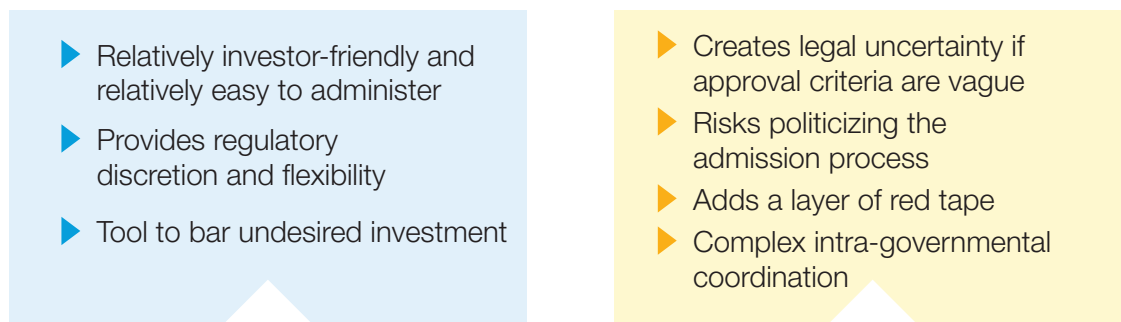 Relatively investor-friendly and
relatively easy to administer
Provides regulatory
discretion and flexibility
Tool to bar undesired investment
Creates legal uncertainty if
approval criteria are vague
Risks politicizing the
admission process
Adds a layer of red tape
Complex intra-governmental
coordination